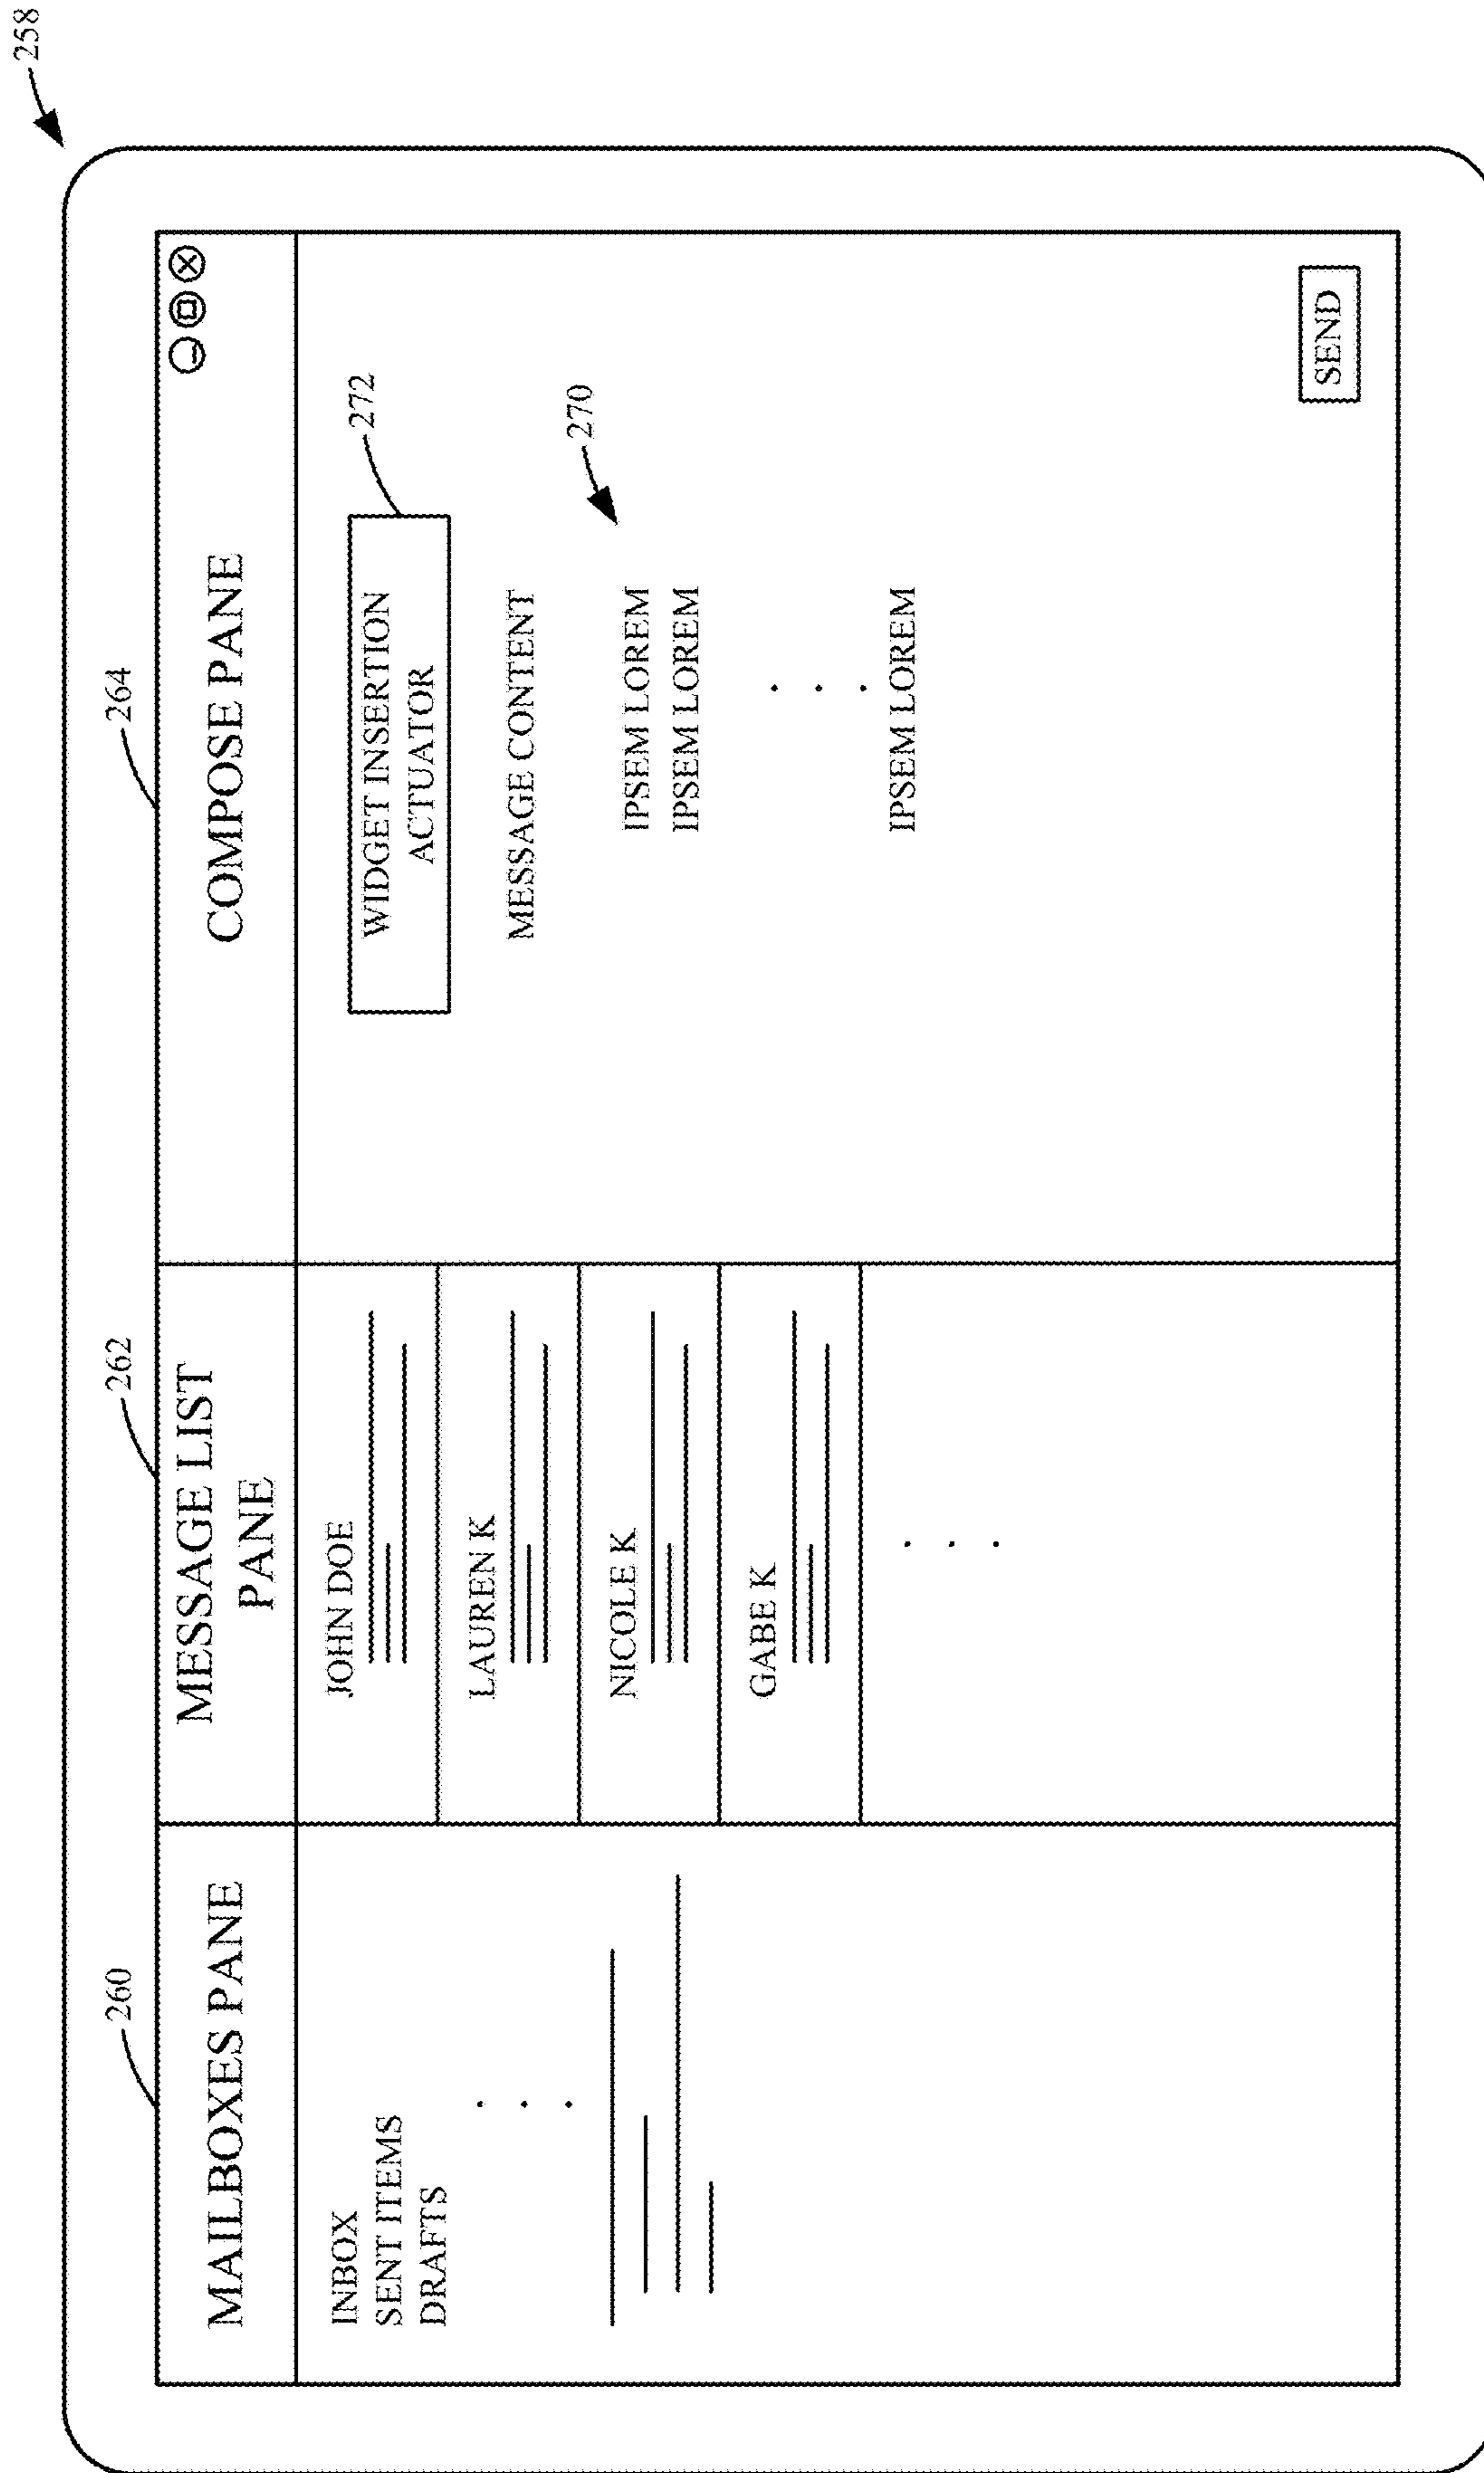 258
260
262
264
MAILBOXES PANE
MESSAGE LIST
PANE
COMPOSE PANE
INBOX
SENT ITEMS
DRAFTS
JOHN DOE
LAUREN K
NICOLE K
GABE K
WIDGET INSERTION
ACTUATOR
272
MESSAGE CONTENT
270
IPSEM LOREM
IPSEM LOREM
IPSEM LOREM
SEND